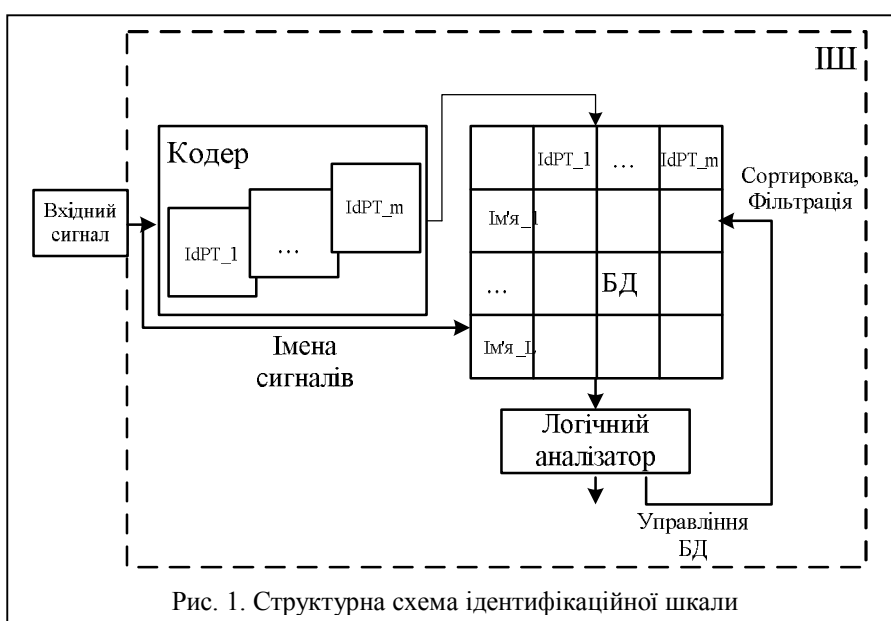 ІШ
Кодер
IdPT_1
...
IdPT_m
Вхідний
сигнал
Імена
сигналів
IdPT_1
...
IdPT_m
Ім'я_1
...
БД
Ім'я_L
Сортировка,
Фільтрація
Логічний
аналізатор
Управління
БД
Рис. 1. Структурна схема ідентифікаційної шкали